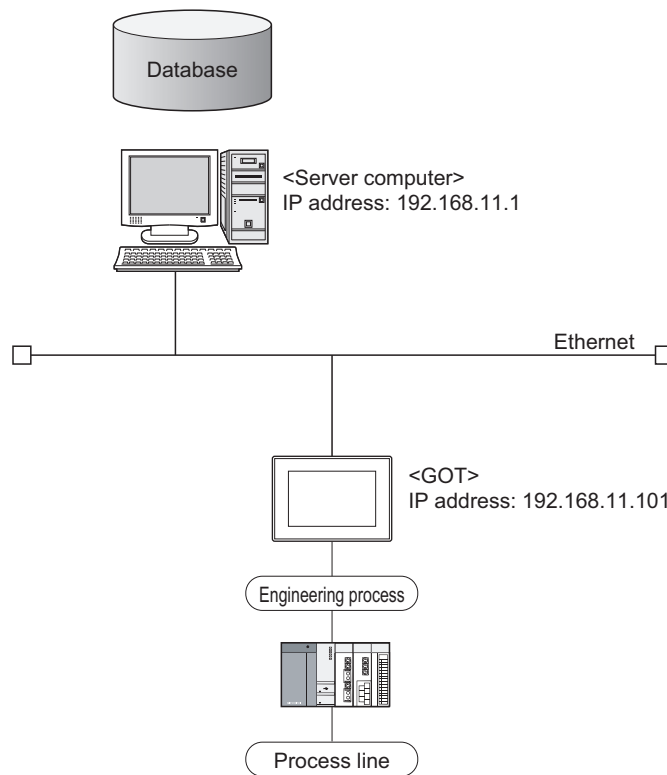 Database
<Server computer>
IP address: 192.168.11.1
Ethernet
<GOT>
IP address: 192.168.11.101
Engineering process
Process line